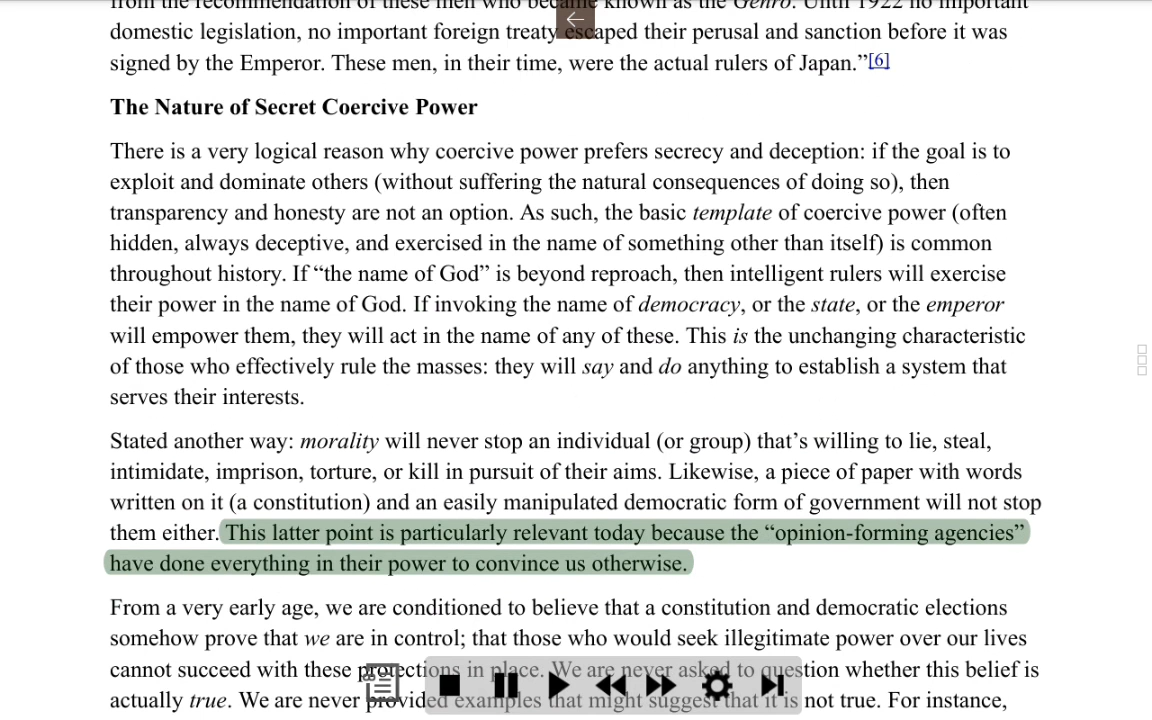 from the recommendation of these men who became known as the Genro. Until 1922 no important
domestic legislation, no important foreign treaty escaped their perusal and sanction before it was
signed by the Emperor. These men, in their time, were the actual rulers of Japan.”[6]
The Nature of Secret Coercive Power
There is a very logical reason why coercive power prefers secrecy and deception: if the goal is to
exploit and dominate others (without suffering the natural consequences of doing so), then
transparency and honesty are not an option. As such, the basic template of coercive power (often
hidden, always deceptive, and exercised in the name of something other than itself) is common
throughout history. If “the name of God” is beyond reproach, then intelligent rulers will exercise
their power in the name of God. If invoking the name of democracy, or the state, or the emperor
will empower them, they will act in the name of any of these. This is the unchanging characteristic
of those who effectively rule the masses: they will say and do anything to establish a system that
serves their interests.
Stated another way: morality will never stop an individual (or group) that’s willing to lie, steal,
intimidate, imprison, torture, or kill in pursuit of their aims. Likewise, a piece of paper with words
written on it (a constitution) and an easily manipulated democratic form of government will not stop
them either. This latter point is particularly relevant today because the “opinion-forming agencies”
have done everything in their power to convince us otherwise.
From a very early age, we are conditioned to believe that a constitution and democratic elections
somehow prove that we are in control; that those who would seek illegitimate power over our lives
cannot succeed with these protections in place. We are never asked to question whether this belief is
actually true. We are never provided examples that might suggest that it is not true. For instance,